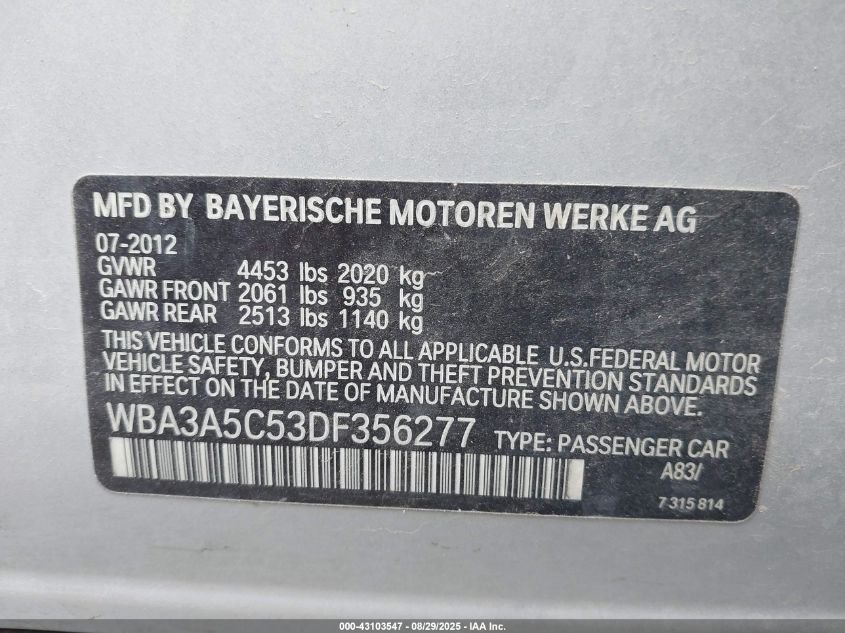 MFD BY BAYERISCHE MOTOREN WERKE AG
07-2012
GVWR 4453 lbs 2020 kg
GAWR FRONT 2061 lbs 935 kg
GAWR REAR 2513 lbs 1140 kg
THIS VEHICLE CONFORMS TO ALL APPLICABLE U.S.FEDERAL MOTOR
VEHICLE SAFETY, BUMPER AND THEFT PREVENTION STANDARDS
IN EFFECT ON THE DATE OF MANUFACTURE SHOWN ABOVE.
WBA3A5C53DF356277 TYPE: PASSENGER CAR
A83/
7 315 814
000-43103547 - 08/29/2025 - IAA Inc.